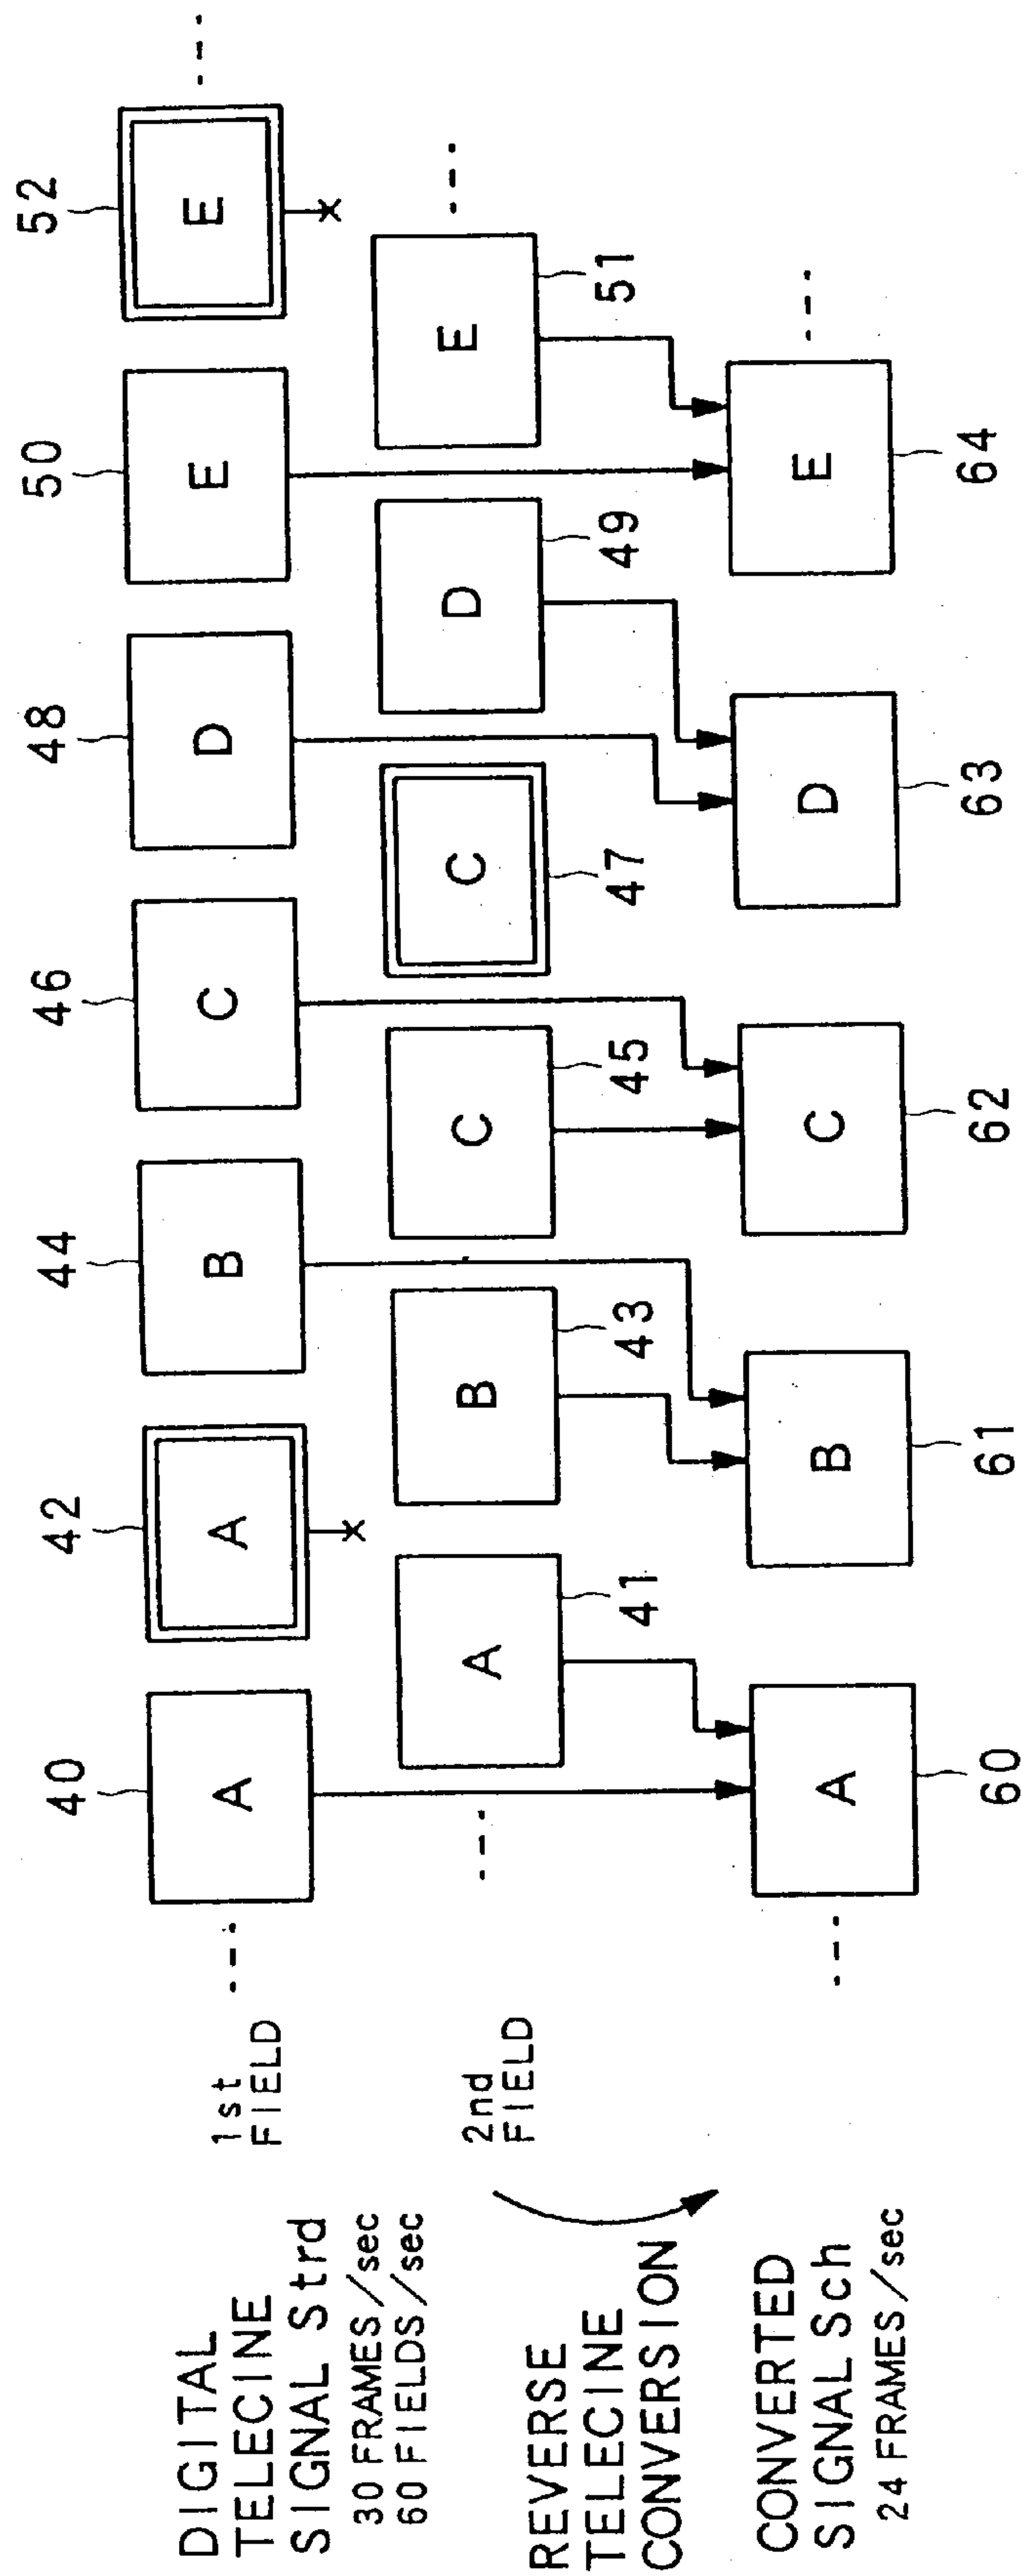 DIGITAL
TELECINE
SIGNAL Strd
30 FRAMES/sec
60 FIELDS/sec
1st
FIELD
40 42 44 46 48 50 52
A A B C D E E
2nd
FIELD
A B C C D E
41 43 45 47 49 51
REVERSE
TELECINE
CONVERSION
CONVERTED
SIGNAL Sch
24 FRAMES/sec
A B C D E
60 61 62 63 64